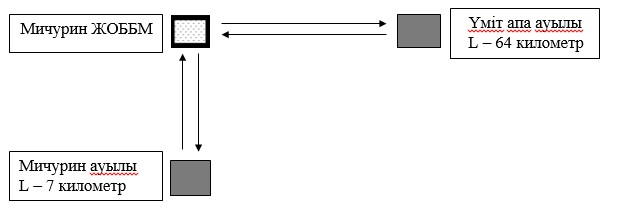 Мичурин ЖОББМ
Үміт апа ауылы
L – 64 километр
Мичурин ауылы
L – 7 километр